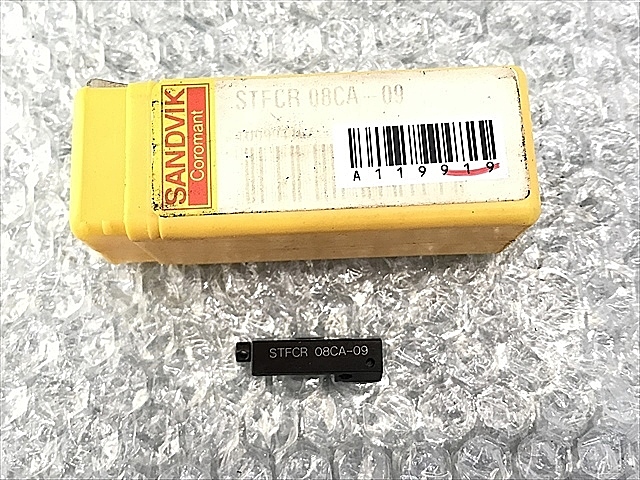 SANDVIK
Coromant
STFCR 08CA-09
A119919
STFCR 08CA-09